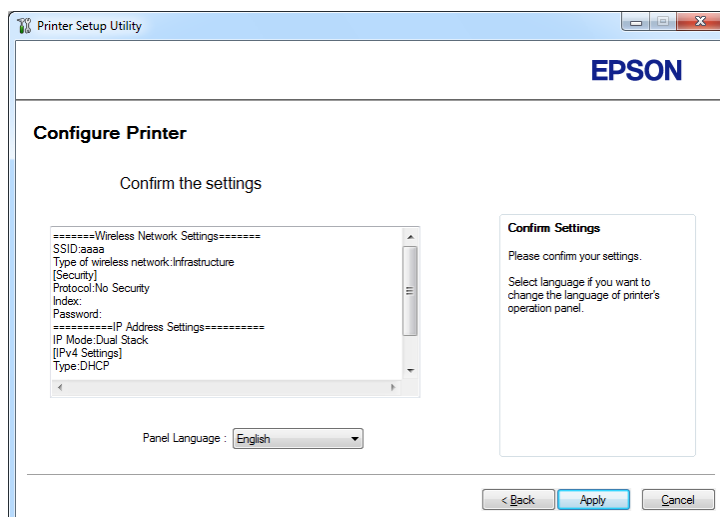 Printer Setup Utility
EPSON
Configure Printer
Confirm the settings
=======Wireless Network Settings=======
SSID:aaaa
Type of wireless network:Infrastructure
[Security]
Protocol:No Security
Index:
Password:
==========IP Address Settings==========
IP Mode:Dual Stack
[IPv4 Settings]
Type:DHCP
Confirm Settings
Please confirm your settings.
Select language if you want to
change the language of printer's
operation panel.
Panel Language : English
< Back Apply Cancel